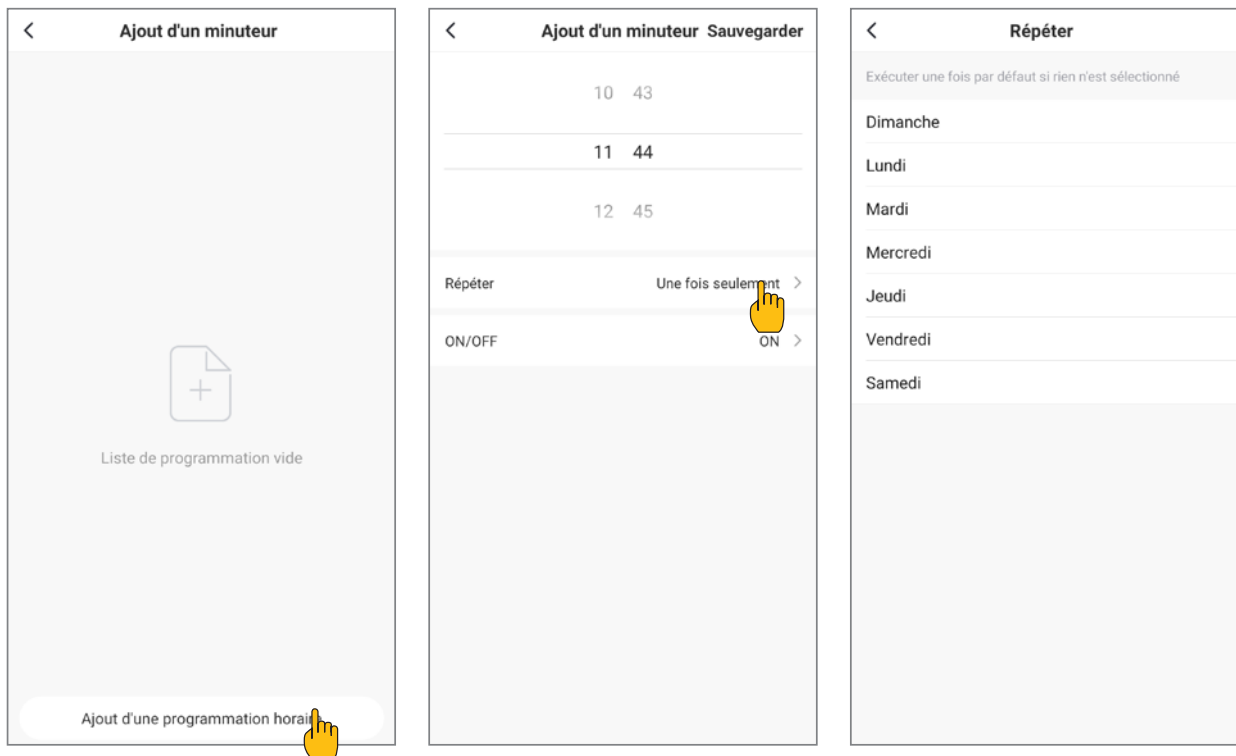 Ajout d'un minuteur
Liste de programmation vide
Ajout d'une programmation horaire
Ajout d'un minuteur Sauvegarder
10 43
11 44
12 45
Répéter Une fois seulement
ON/OFF ON
Répéter
Exécuter une fois par défaut si rien n'est sélectionné
Dimanche
Lundi
Mardi
Mercredi
Jeudi
Vendredi
Samedi